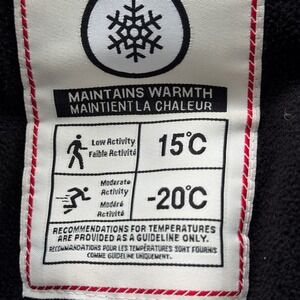 MAINTAINS WARMTH
MAINTIENT LA CHALEUR
Low Activity
Faible Activité
15°C
Moderate
Activity
Modéré
Activité
-20°C
RECOMMENDATIONS FOR TEMPERATURES
ARE PROVIDED AS A GUIDELINE ONLY.
RECOMMANDATIONS POUR LES TEMPÉRATURES SONT FOURNIS
COMME GUIDELINE UNIQUEMENT.